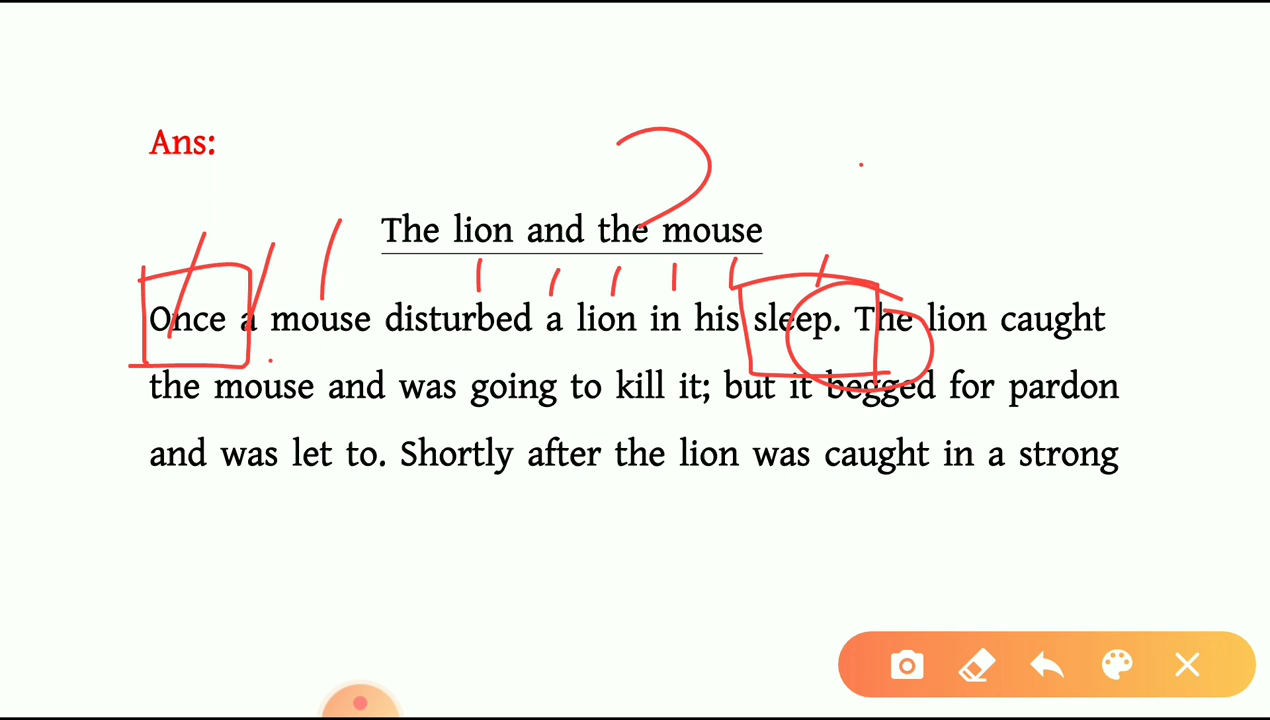 Ans:
The lion and the mouse
Once a mouse disturbed a lion in his sleep. The lion caught
the mouse and was going to kill it; but it begged for pardon
and was let to. Shortly after the lion was caught in a strong